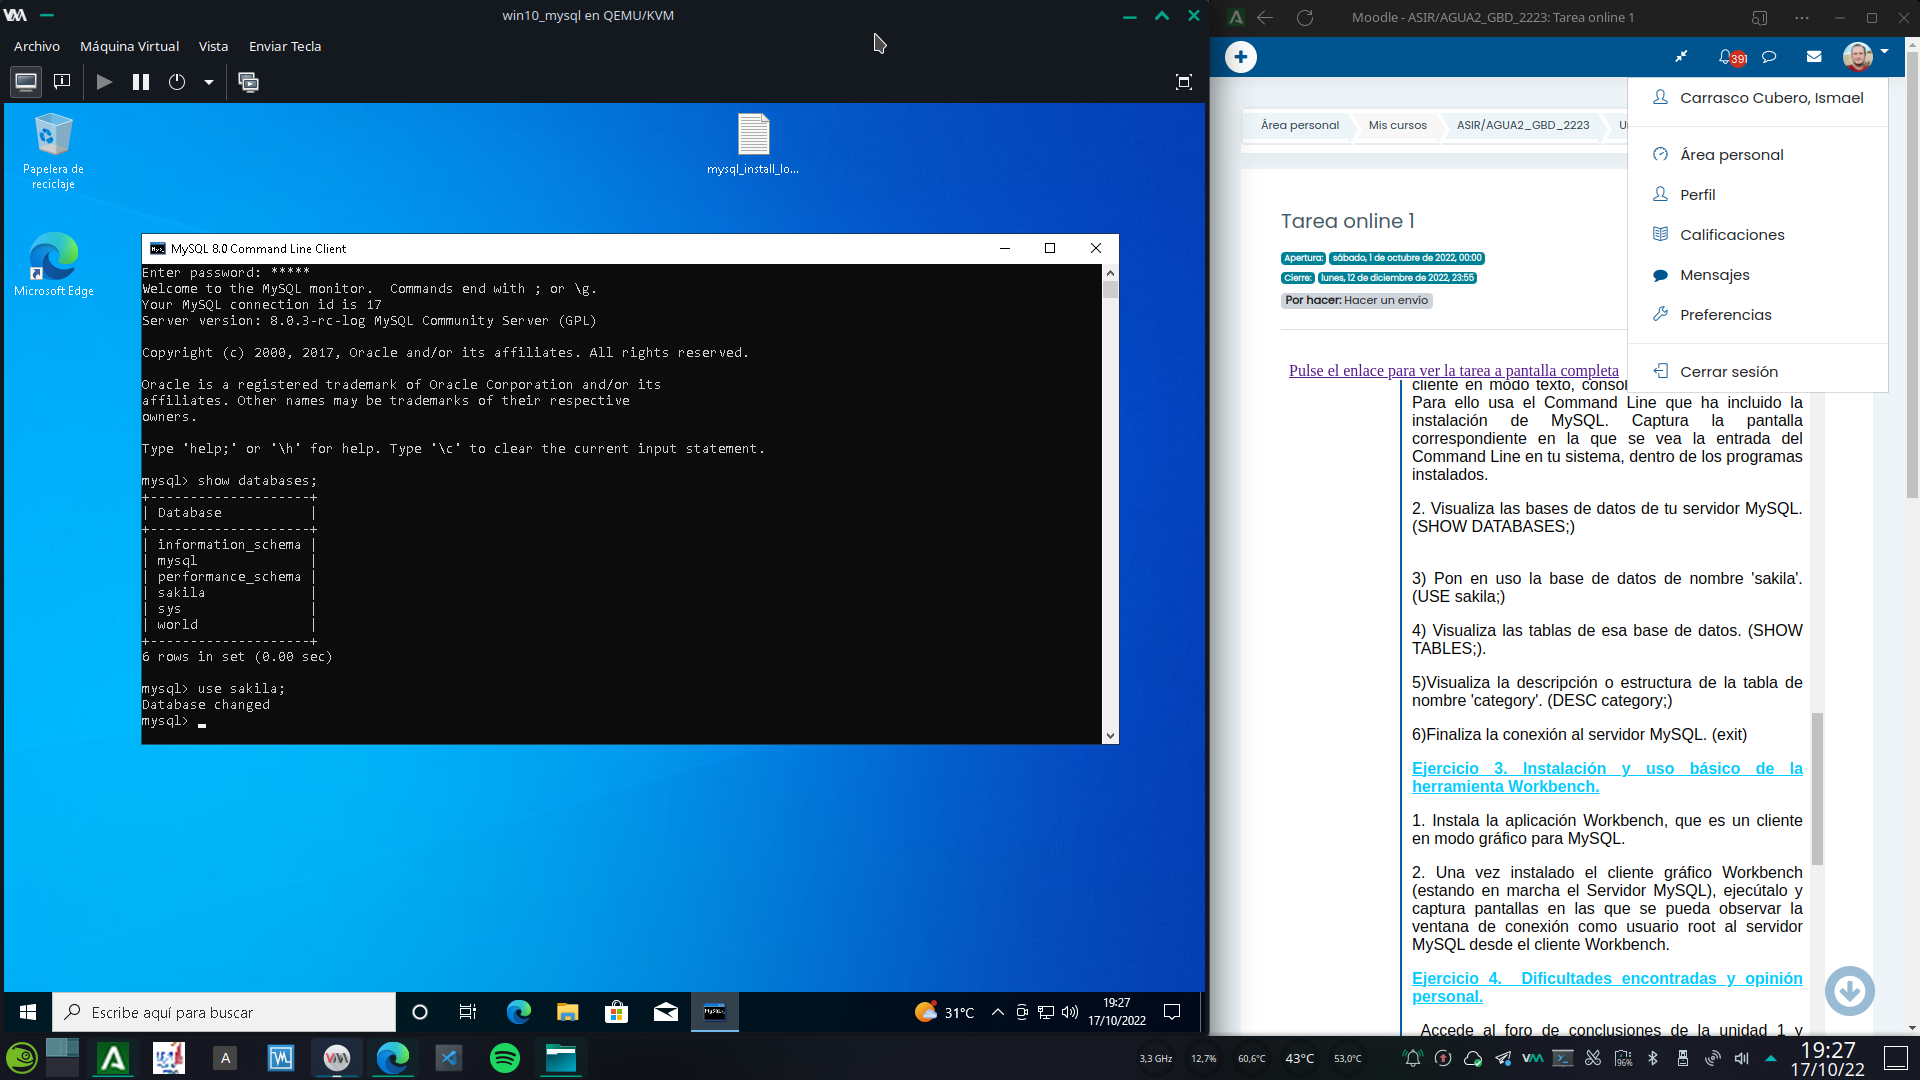 win10_mysql en QEMU/KVM
Archivo Máquina Virtual Vista Enviar Tecla
Papelera de
reciclaje
mysql_install_lo...
Microsoft Edge
MySQL 8.0 Command Line Client
Enter password: *****
Welcome to the MySQL monitor.  Commands end with ; or \g.
Your MySQL connection id is 17
Server version: 8.0.3-rc-log MySQL Community Server (GPL)
Copyright (c) 2000, 2017, Oracle and/or its affiliates. All rights reserved.
Oracle is a registered trademark of Oracle Corporation and/or its
affiliates. Other names may be trademarks of their respective
owners.
Type 'help;' or '\h' for help. Type '\c' to clear the current input statement.
mysql> show databases;
+--------------------+
| Database           |
+--------------------+
| information_schema |
| mysql              |
| performance_schema |
| sakila             |
| sys                |
| world              |
+--------------------+
6 rows in set (0.00 sec)
mysql> use sakila;
Database changed
mysql>
Escribe aquí para buscar
31°C
19:27
17/10/2022
Moodle - ASIR/AGUA2_GBD_2223: Tarea online 1
391
Área personal
Mis cursos
ASIR/AGUA2_GBD_2223
Carrasco Cubero, Ismael
Área personal
Perfil
Calificaciones
Mensajes
Preferencias
Cerrar sesión
Tarea online 1
Apertura: sábado, 1 de octubre de 2022, 00:00
Cierre: lunes, 12 de diciembre de 2022, 23:55
Por hacer: Hacer un envío
Pulse el enlace para ver la tarea a pantalla completa
cliente en modo texto, consol
Para ello usa el Command Line que ha incluido la
instalación de MySQL. Captura la pantalla
correspondiente en la que se vea la entrada del
Command Line en tu sistema, dentro de los programas
instalados.
2. Visualiza las bases de datos de tu servidor MySQL.
(SHOW DATABASES;)
3) Pon en uso la base de datos de nombre 'sakila'.
(USE sakila;)
4) Visualiza las tablas de esa base de datos. (SHOW
TABLES;).
5)Visualiza la descripción o estructura de la tabla de
nombre 'category'. (DESC category;)
6)Finaliza la conexión al servidor MySQL. (exit)
Ejercicio 3. Instalación y uso básico de la
herramienta Workbench.
1. Instala la aplicación Workbench, que es un cliente
en modo gráfico para MySQL.
2. Una vez instalado el cliente gráfico Workbench
(estando en marcha el Servidor MySQL), ejecútalo y
captura pantallas en las que se pueda observar la
ventana de conexión como usuario root al servidor
MySQL desde el cliente Workbench.
Ejercicio 4. Dificultades encontradas y opinión
personal.
Accede al foro de conclusiones de la unidad 1 y
3,3 GHz
12,7%
60,6°C
43°C
53,0°C
96%
19:27
17/10/22